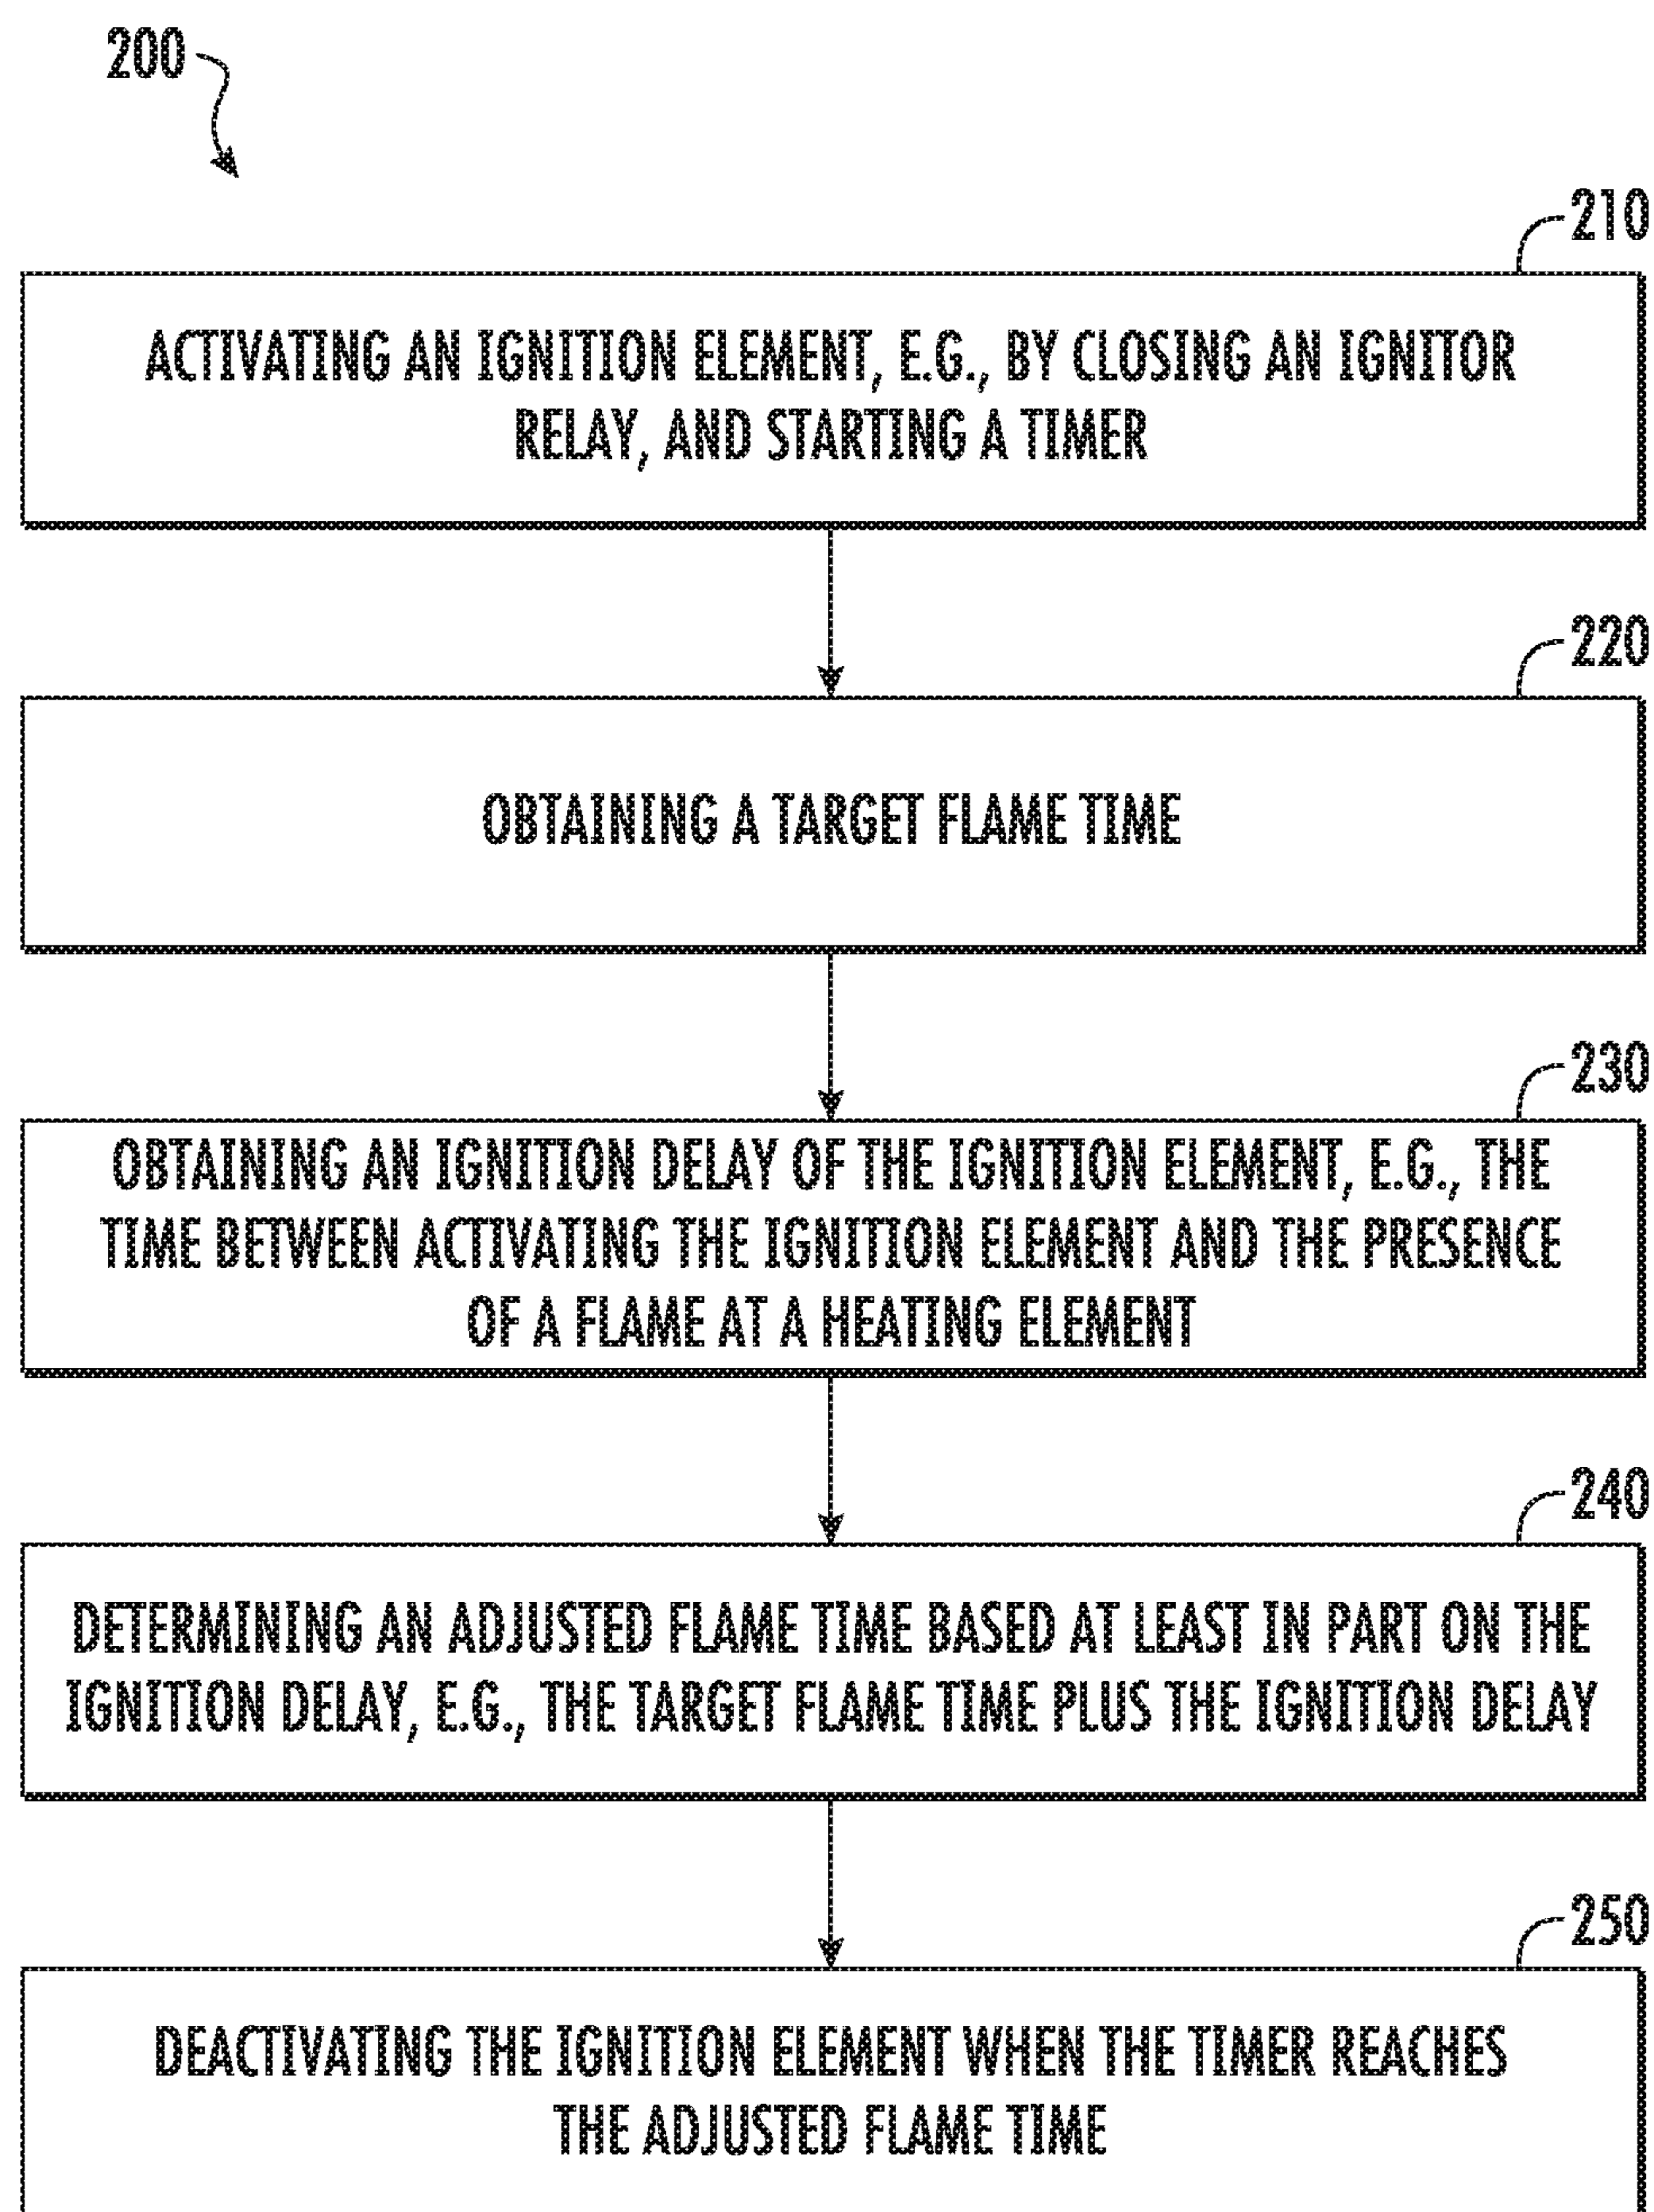 200
210
ACTIVATING AN IGNITION ELEMENT, E.G., BY CLOSING AN IGNITOR
RELAY, AND STARTING A TIMER
220
OBTAINING A TARGET FLAME TIME
230
OBTAINING AN IGNITION DELAY OF THE IGNITION ELEMENT, E.G., THE
TIME BETWEEN ACTIVATING THE IGNITION ELEMENT AND THE PRESENCE
OF A FLAME AT A HEATING ELEMENT
240
DETERMINING AN ADJUSTED FLAME TIME BASED AT LEAST IN PART ON THE
IGNITION DELAY, E.G., THE TARGET FLAME TIME PLUS THE IGNITION DELAY
250
DEACTIVATING THE IGNITION ELEMENT WHEN THE TIMER REACHES
THE ADJUSTED FLAME TIME